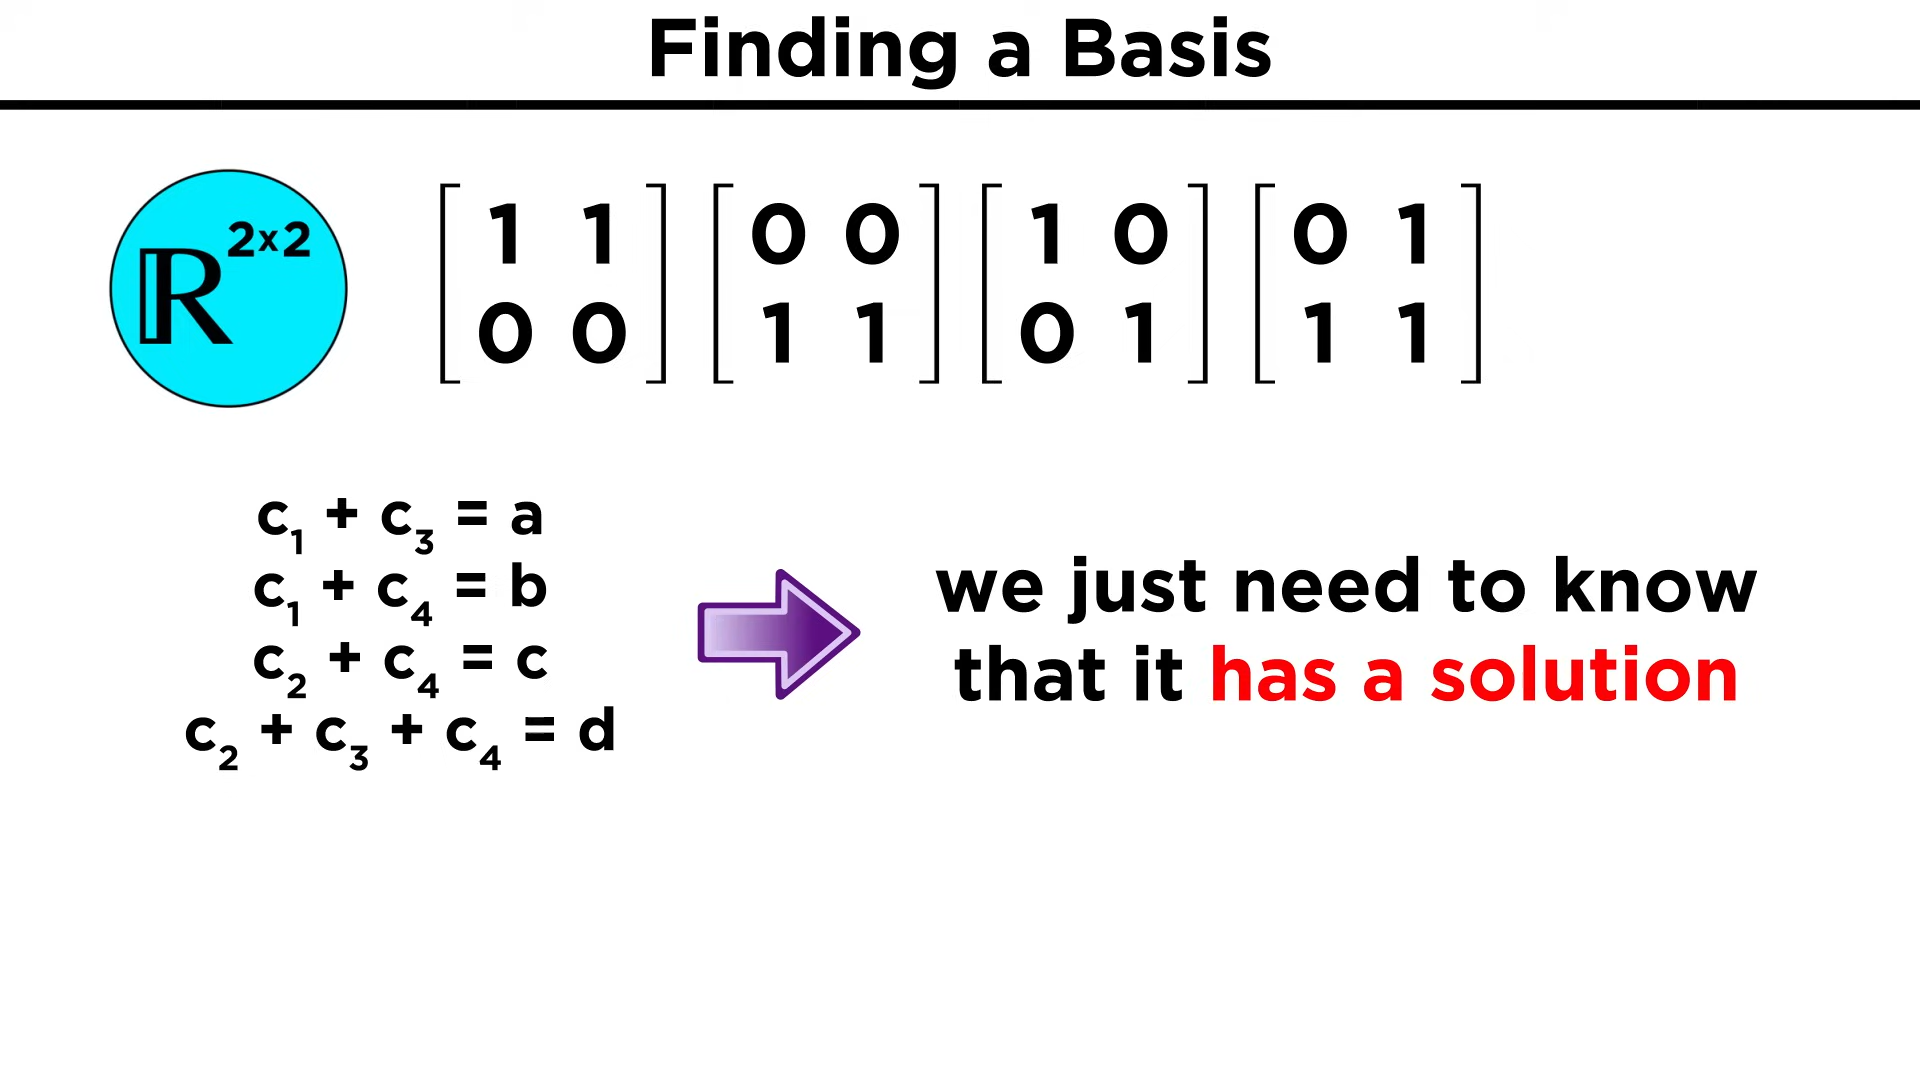 Finding a Basis
ℝ²ˣ²
[1 1] [0 0] [1 0] [0 1]
[0 0] [1 1] [0 1] [1 1]
c₁ + c₃ = a
c₁ + c₄ = b
c₂ + c₄ = c
c₂ + c₃ + c₄ = d
we just need to know
that it has a solution